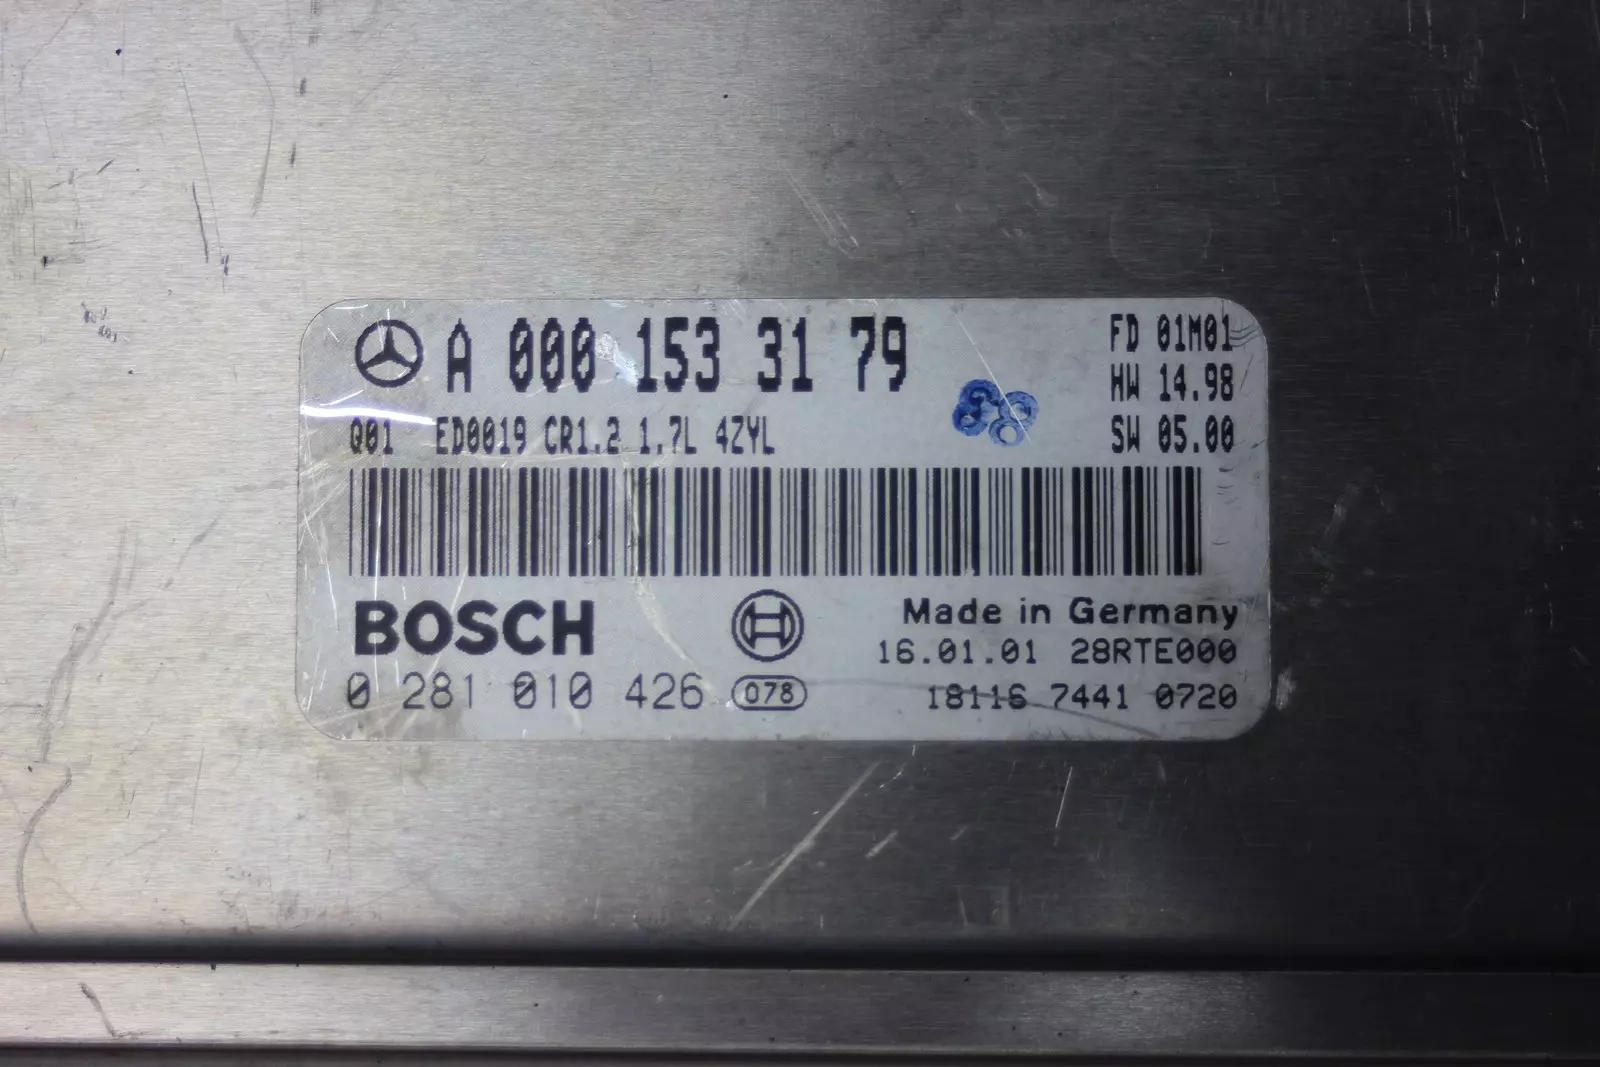 A 000 153 31 79
FD 01M01
HW 14.98
Q01 ED0019 CR1.2 1.7L 4ZYL
SW 05.00
BOSCH
Made in Germany
16.01.01 28RTE000
0 281 010 426 078
18116 7441 0720